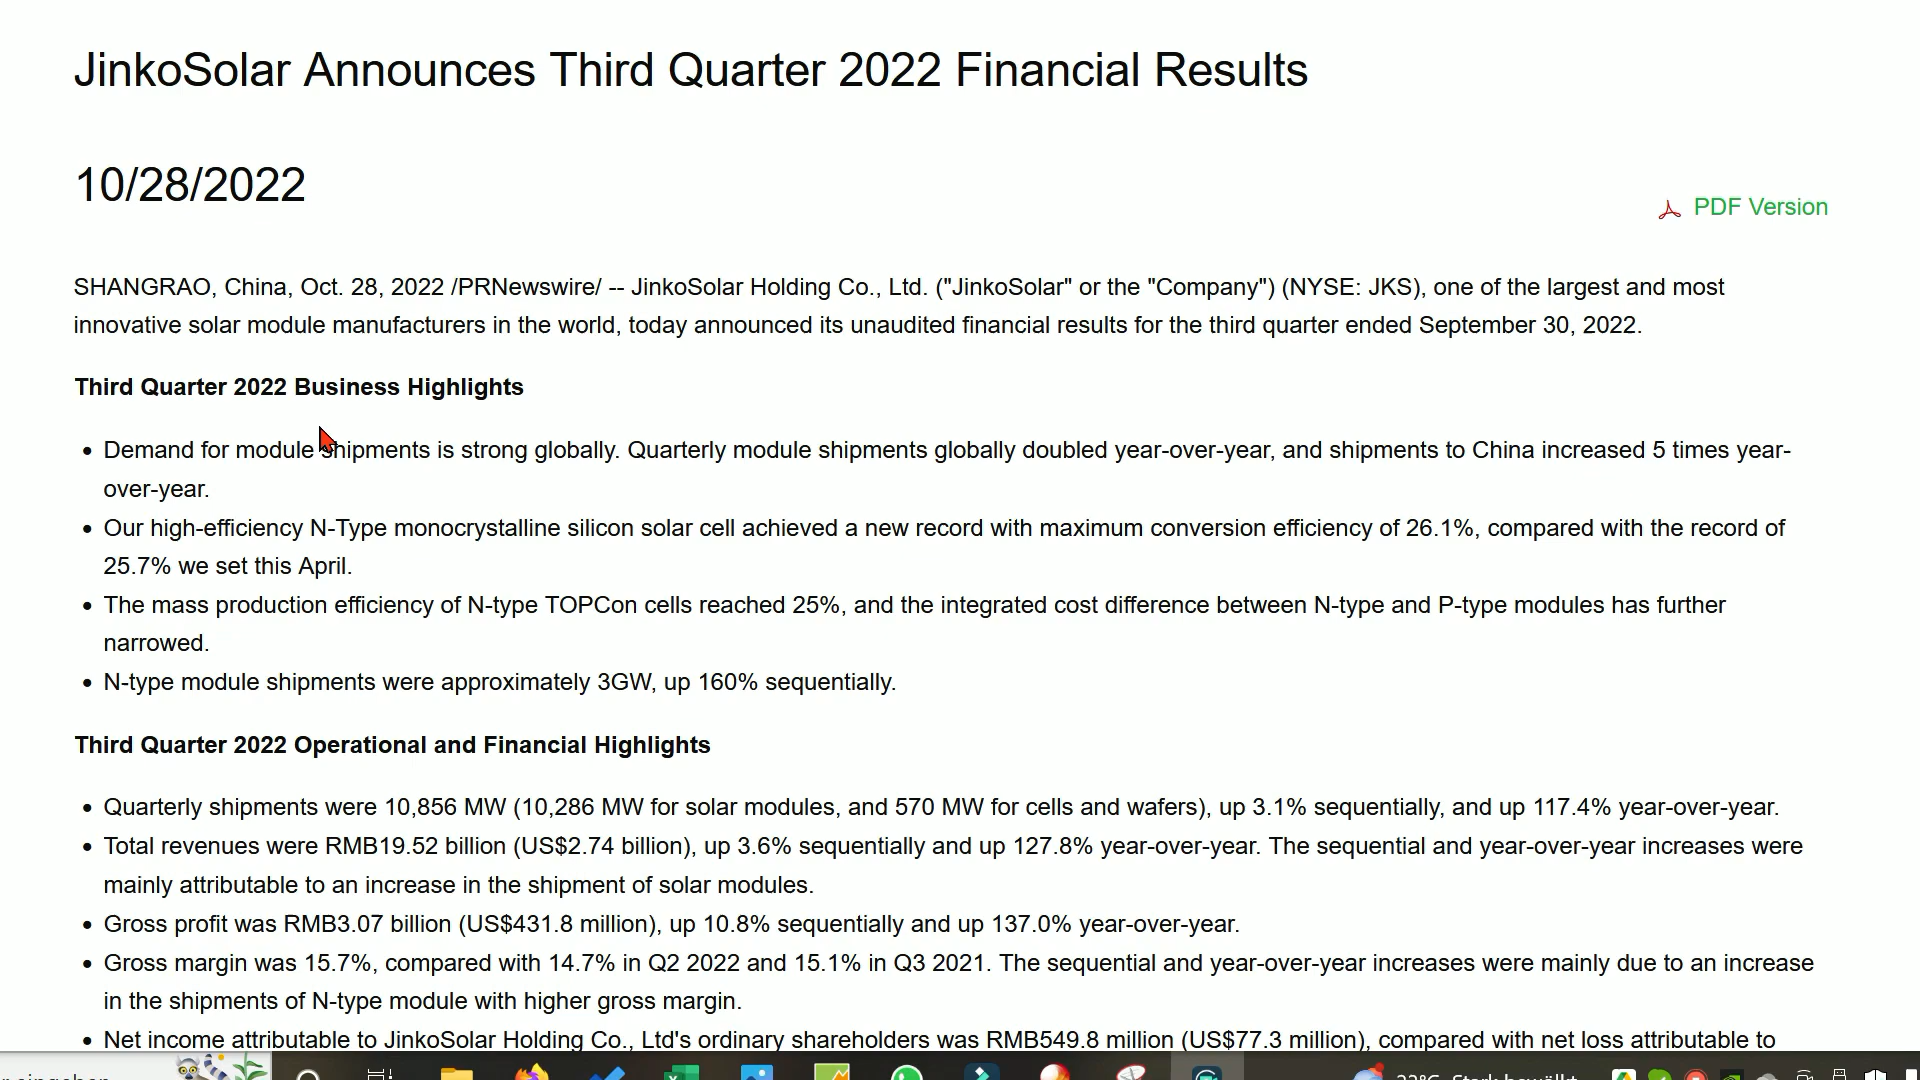 JinkoSolar Announces Third Quarter 2022 Financial Results
10/28/2022
PDF Version
SHANGRAO, China, Oct. 28, 2022 /PRNewswire/ -- JinkoSolar Holding Co., Ltd. ("JinkoSolar" or the "Company") (NYSE: JKS), one of the largest and most
innovative solar module manufacturers in the world, today announced its unaudited financial results for the third quarter ended September 30, 2022.
Third Quarter 2022 Business Highlights
• Demand for module shipments is strong globally. Quarterly module shipments globally doubled year-over-year, and shipments to China increased 5 times year-
over-year.
• Our high-efficiency N-Type monocrystalline silicon solar cell achieved a new record with maximum conversion efficiency of 26.1%, compared with the record of
25.7% we set this April.
• The mass production efficiency of N-type TOPCon cells reached 25%, and the integrated cost difference between N-type and P-type modules has further
narrowed.
• N-type module shipments were approximately 3GW, up 160% sequentially.
Third Quarter 2022 Operational and Financial Highlights
• Quarterly shipments were 10,856 MW (10,286 MW for solar modules, and 570 MW for cells and wafers), up 3.1% sequentially, and up 117.4% year-over-year.
• Total revenues were RMB19.52 billion (US$2.74 billion), up 3.6% sequentially and up 127.8% year-over-year. The sequential and year-over-year increases were
mainly attributable to an increase in the shipment of solar modules.
• Gross profit was RMB3.07 billion (US$431.8 million), up 10.8% sequentially and up 137.0% year-over-year.
• Gross margin was 15.7%, compared with 14.7% in Q2 2022 and 15.1% in Q3 2021. The sequential and year-over-year increases were mainly due to an increase
in the shipments of N-type module with higher gross margin.
• Net income attributable to JinkoSolar Holding Co., Ltd's ordinary shareholders was RMB549.8 million (US$77.3 million), compared with net loss attributable to